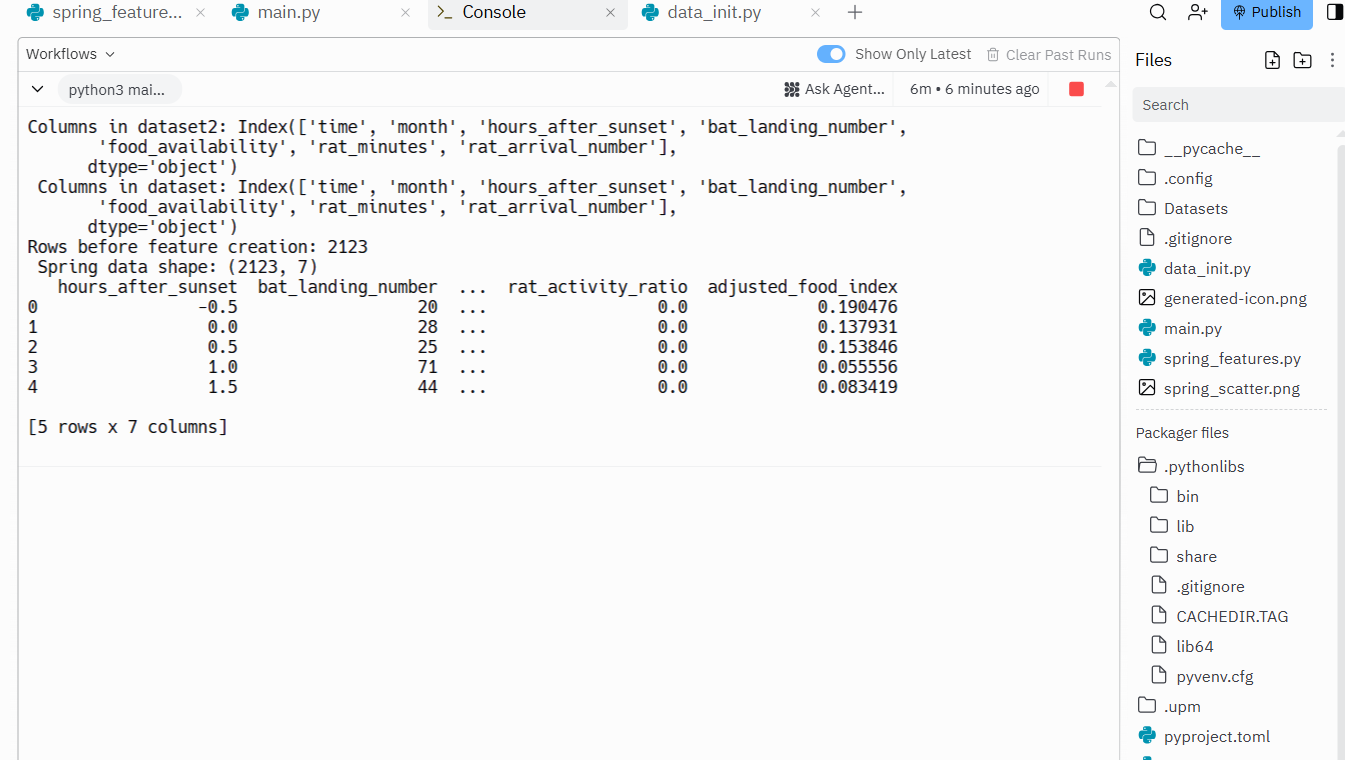 spring_feature...
main.py
Console
data_init.py
Publish
Workflows
Show Only Latest
Clear Past Runs
python3 mai...
Ask Agent...
6m • 6 minutes ago
Columns in dataset2: Index(['time', 'month', 'hours_after_sunset', 'bat_landing_number',
'food_availability', 'rat_minutes', 'rat_arrival_number'],
dtype='object')
Columns in dataset: Index(['time', 'month', 'hours_after_sunset', 'bat_landing_number',
'food_availability', 'rat_minutes', 'rat_arrival_number'],
dtype='object')
Rows before feature creation: 2123
Spring data shape: (2123, 7)
hours_after_sunset bat_landing_number ... rat_activity_ratio adjusted_food_index
0 -0.5 20 ... 0.0 0.190476
1 0.0 28 ... 0.0 0.137931
2 0.5 25 ... 0.0 0.153846
3 1.0 71 ... 0.0 0.055556
4 1.5 44 ... 0.0 0.083419
[5 rows x 7 columns]
Files
Search
__pycache__
.config
Datasets
.gitignore
data_init.py
generated-icon.png
main.py
spring_features.py
spring_scatter.png
Packager files
.pythonlibs
bin
lib
share
.gitignore
CACHEDIR.TAG
lib64
pyvenv.cfg
.upm
pyproject.toml